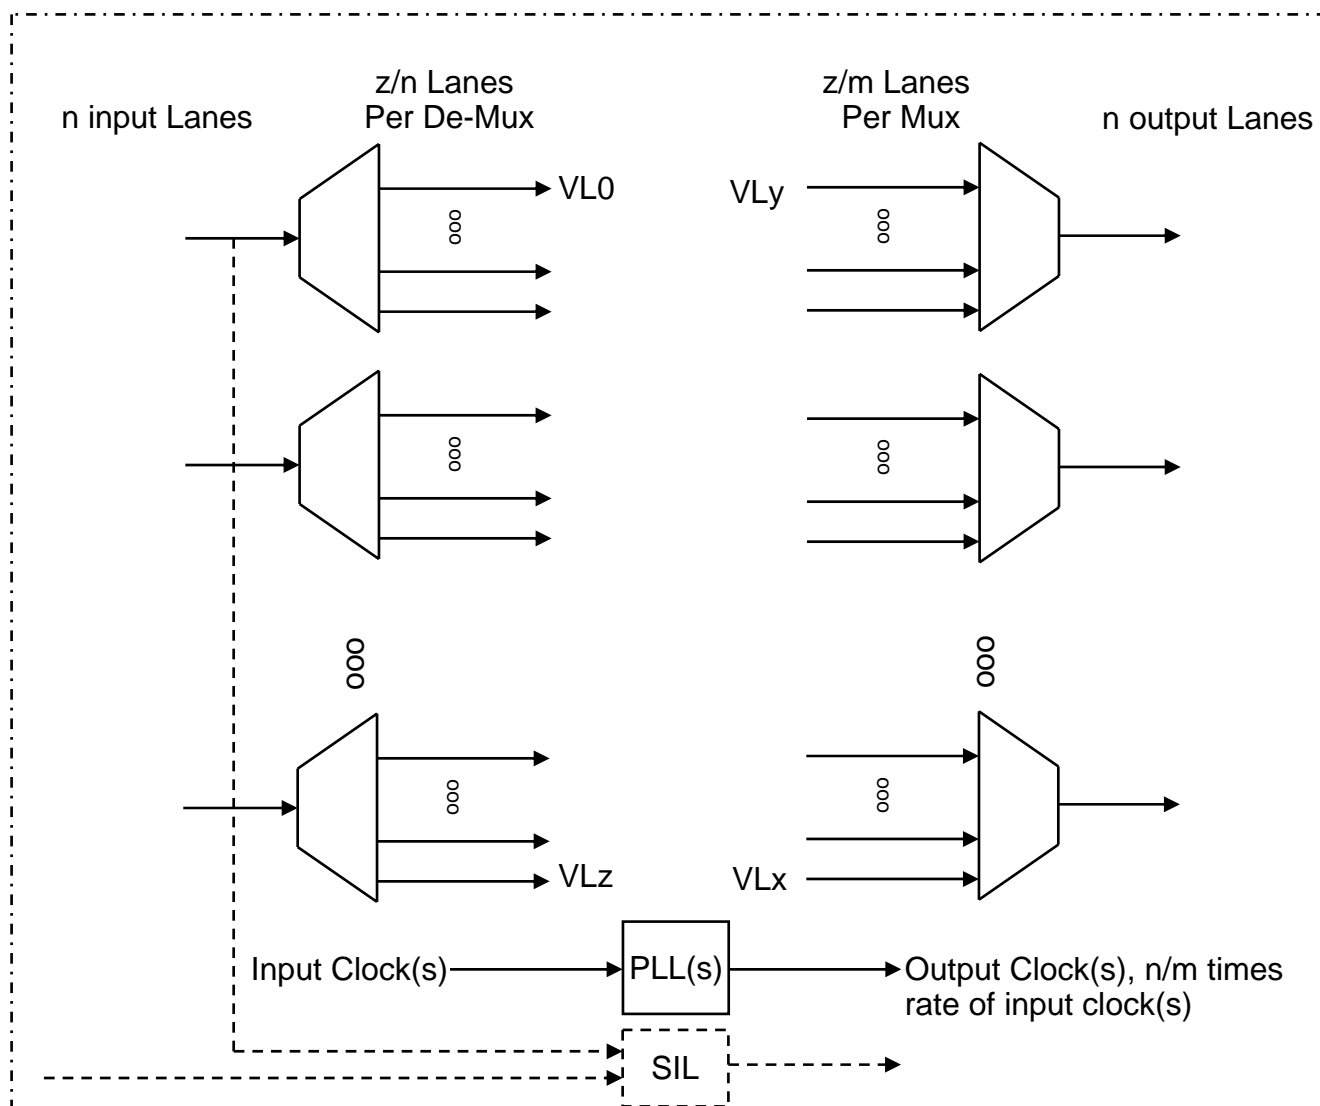 n input Lanes
z/n Lanes
Per De-Mux
z/m Lanes
Per Mux
n output Lanes
VL0
VLy
ooo
ooo
ooo
ooo
ooo
ooo
ooo
ooo
VLz
VLx
Input Clock(s)
PLL(s)
Output Clock(s), n/m times
rate of input clock(s)
SIL